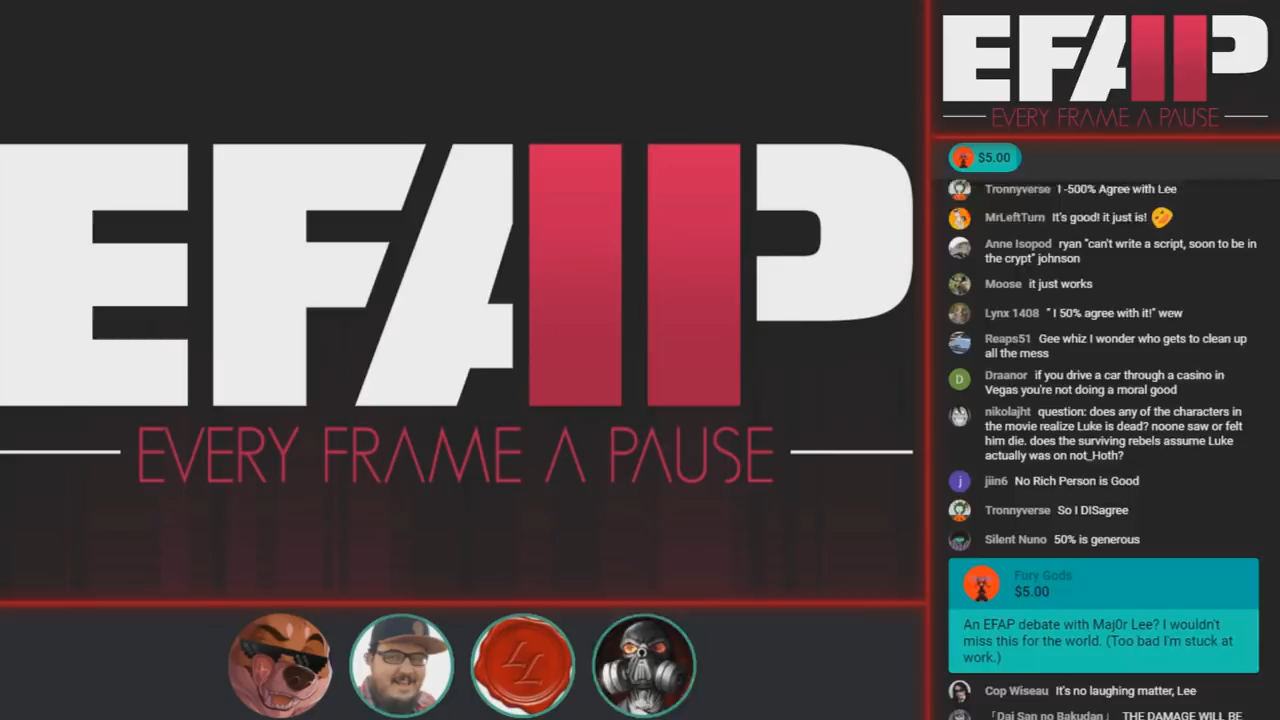 EFAP
EVERY FRAME A PAUSE
LL
EFAP
EVERY FRAME A PAUSE
$5.00
Tronnyverse I -500% Agree with Lee
MrLeftTurn It's good! it just is!
Anne Isopod ryan "can't write a script, soon to be in
the crypt" johnson
Moose it just works
Lynx 1408 " I 50% agree with it!" wew
Reaps51 Gee whiz I wonder who gets to clean up
all the mess
D
Draanor if you drive a car through a casino in
Vegas you're not doing a moral good
nikolajht question: does any of the characters in
the movie realize Luke is dead? noone saw or felt
him die. does the surviving rebels assume Luke
actually was on not_Hoth?
j
jiin6 No Rich Person is Good
Tronnyverse So I DISagree
Silent Nuno 50% is generous
Fury Gods
$5.00
An EFAP debate with Maj0r Lee? I wouldn't
miss this for the world. (Too bad I'm stuck at
work.)
Cop Wiseau It's no laughing matter, Lee
「Dai San no Bakudan」 THE DAMAGE WILL BE